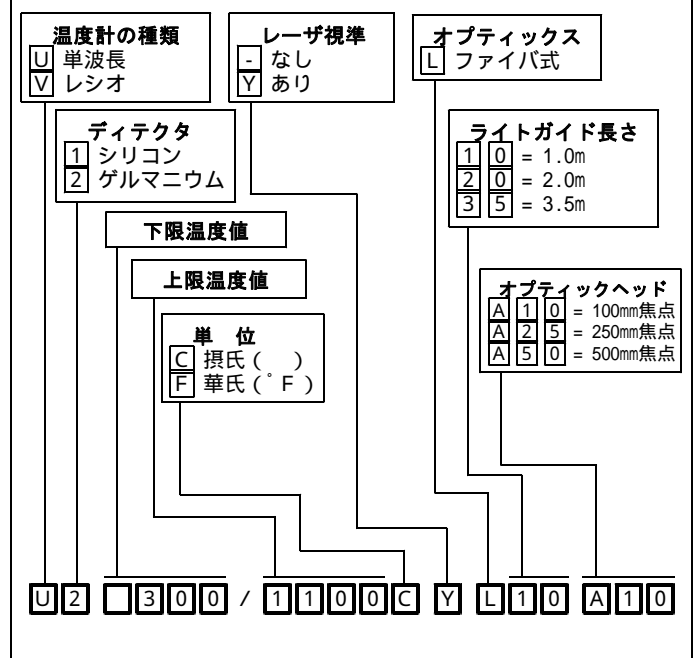 温度計の種類
U 単波長
V レシオ
レーザ視準
- なし
Y あり
オプティックス
L ファイバ式
ディテクタ
1 シリコン
2 ゲルマニウム
ライトガイド長さ
1 0 = 1.0m
2 0 = 2.0m
3 5 = 3.5m
下限温度値
上限温度値
オプティックヘッド
A 1 0 = 100㎜焦点
A 2 5 = 250㎜焦点
A 5 0 = 500㎜焦点
単 位
C 摂氏( )
F 華氏(°F)
U 2 3 0 0 / 1 1 0 0 C Y L 1 0 A 1 0